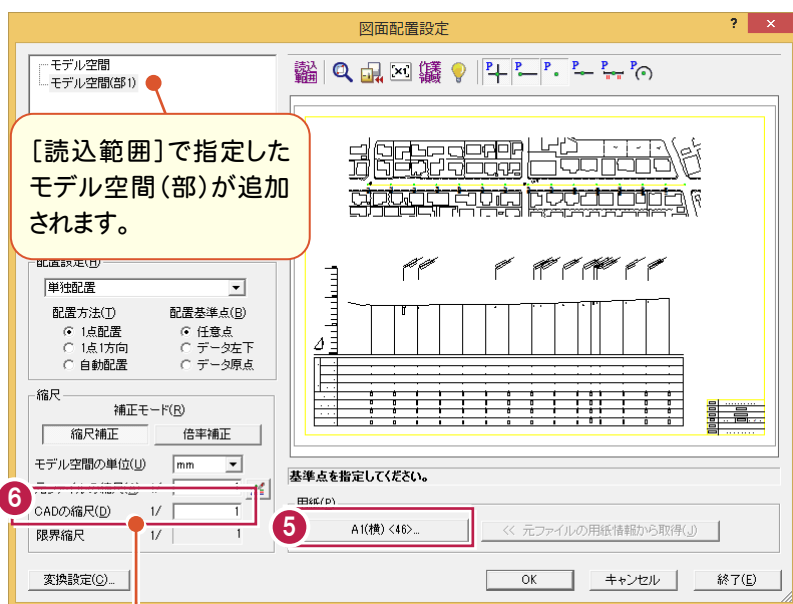 図面配置設定
?
×
モデル空間
モデル空間(部1)
読込
範囲
×1
作業
領域
P
P
P
P
P
P
[読込範囲]で指定した
モデル空間(部)が追加
されます。
配置設定(H)
単独配置
配置方法(T)
配置基準点(B)
1点配置
任意点
1点1方向
データ左下
自動配置
データ原点
縮尺
補正モード(R)
縮尺補正
倍率補正
モデル空間の単位(U)
mm
6
CADの縮尺(D) 1/ 1
限界縮尺 1/ 1
変換設定(C)...
基準点を指定してください。
用紙(P)
5
A1(横) <46>...
<< 元ファイルの用紙情報から取得(J)
OK
キャンセル
終了(E)